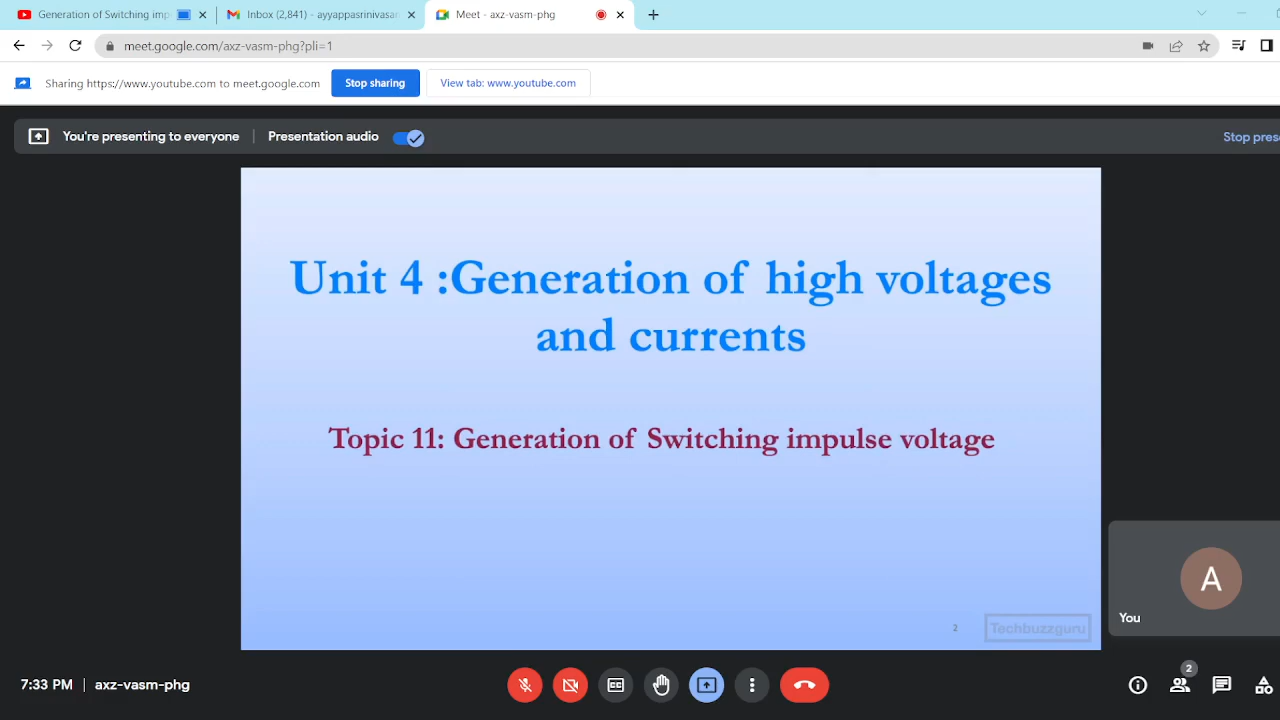 Generation of Switching imp
Inbox (2,841) - ayyappasrinivasan
Meet - axz-vasm-phg
meet.google.com/axz-vasm-phg?pli=1
Sharing https://www.youtube.com to meet.google.com
Stop sharing
View tab: www.youtube.com
You're presenting to everyone
Presentation audio
Stop pres
Unit 4 :Generation of high voltages
and currents
Topic 11: Generation of Switching impulse voltage
2
Techbuzzguru
A
You
7:33 PM
axz-vasm-phg
CC
2